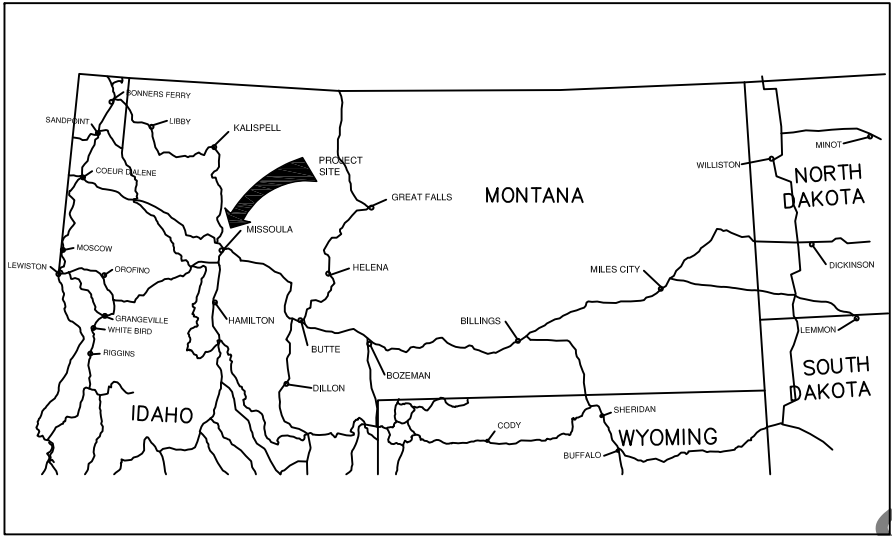 BONNERS FERRY
SANDPOINT
LIBBY
KALISPELL
MINOT
COEUR D'ALENE
PROJECT
SITE
WILLISTON
NORTH
DAKOTA
GREAT FALLS
MONTANA
MISSOULA
MOSCOW
LEWISTON
OROFINO
HELENA
MILES CITY
DICKINSON
GRANGEVILLE
WHITE BIRD
HAMILTON
BILLINGS
LEMMON
RIGGINS
BUTTE
BOZEMAN
SOUTH
DAKOTA
DILLON
IDAHO
SHERIDAN
CODY
WYOMING
BUFFALO